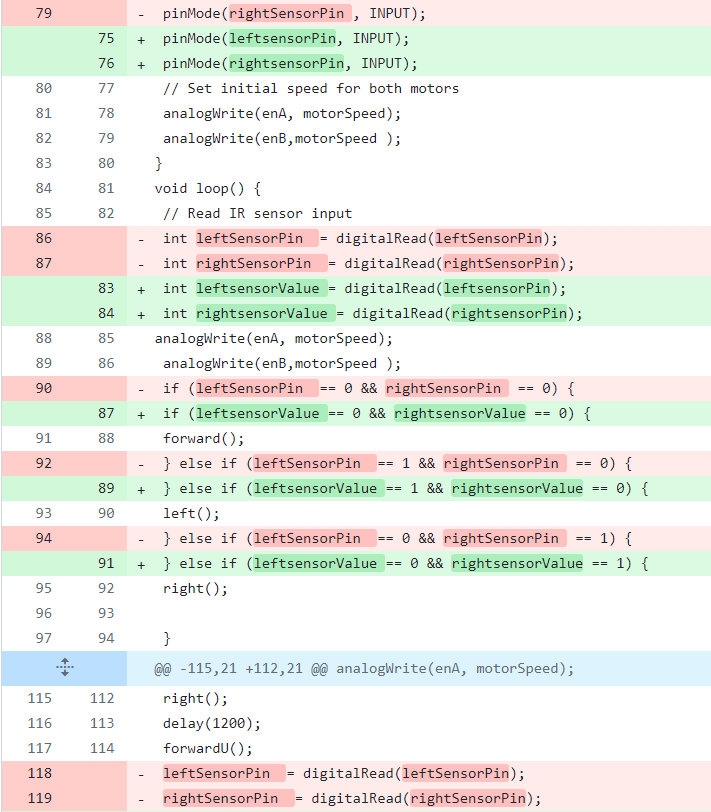 79 - pinMode(rightSensorPin , INPUT);
75 + pinMode(leftsensorPin, INPUT);
76 + pinMode(rightsensorPin, INPUT);
80 77 // Set initial speed for both motors
81 78 analogWrite(enA, motorSpeed);
82 79 analogWrite(enB,motorSpeed );
83 80 }
84 81 void loop() {
85 82 // Read IR sensor input
86 - int leftSensorPin = digitalRead(leftSensorPin);
87 - int rightSensorPin = digitalRead(rightSensorPin);
83 + int leftsensorValue = digitalRead(leftsensorPin);
84 + int rightsensorValue = digitalRead(rightsensorPin);
88 85 analogWrite(enA, motorSpeed);
89 86 analogWrite(enB,motorSpeed );
90 - if (leftSensorPin == 0 && rightSensorPin == 0) {
87 + if (leftsensorValue == 0 && rightsensorValue == 0) {
91 88 forward();
92 - } else if (leftSensorPin == 1 && rightSensorPin == 0) {
89 + } else if (leftsensorValue == 1 && rightsensorValue == 0) {
93 90 left();
94 - } else if (leftSensorPin == 0 && rightSensorPin == 1) {
91 + } else if (leftsensorValue == 0 && rightsensorValue == 1) {
95 92 right();
96 93
97 94 }
@@ -115,21 +112,21 @@ analogWrite(enA, motorSpeed);
115 112 right();
116 113 delay(1200);
117 114 forwardU();
118 - leftSensorPin = digitalRead(leftSensorPin);
119 - rightSensorPin = digitalRead(rightSensorPin);